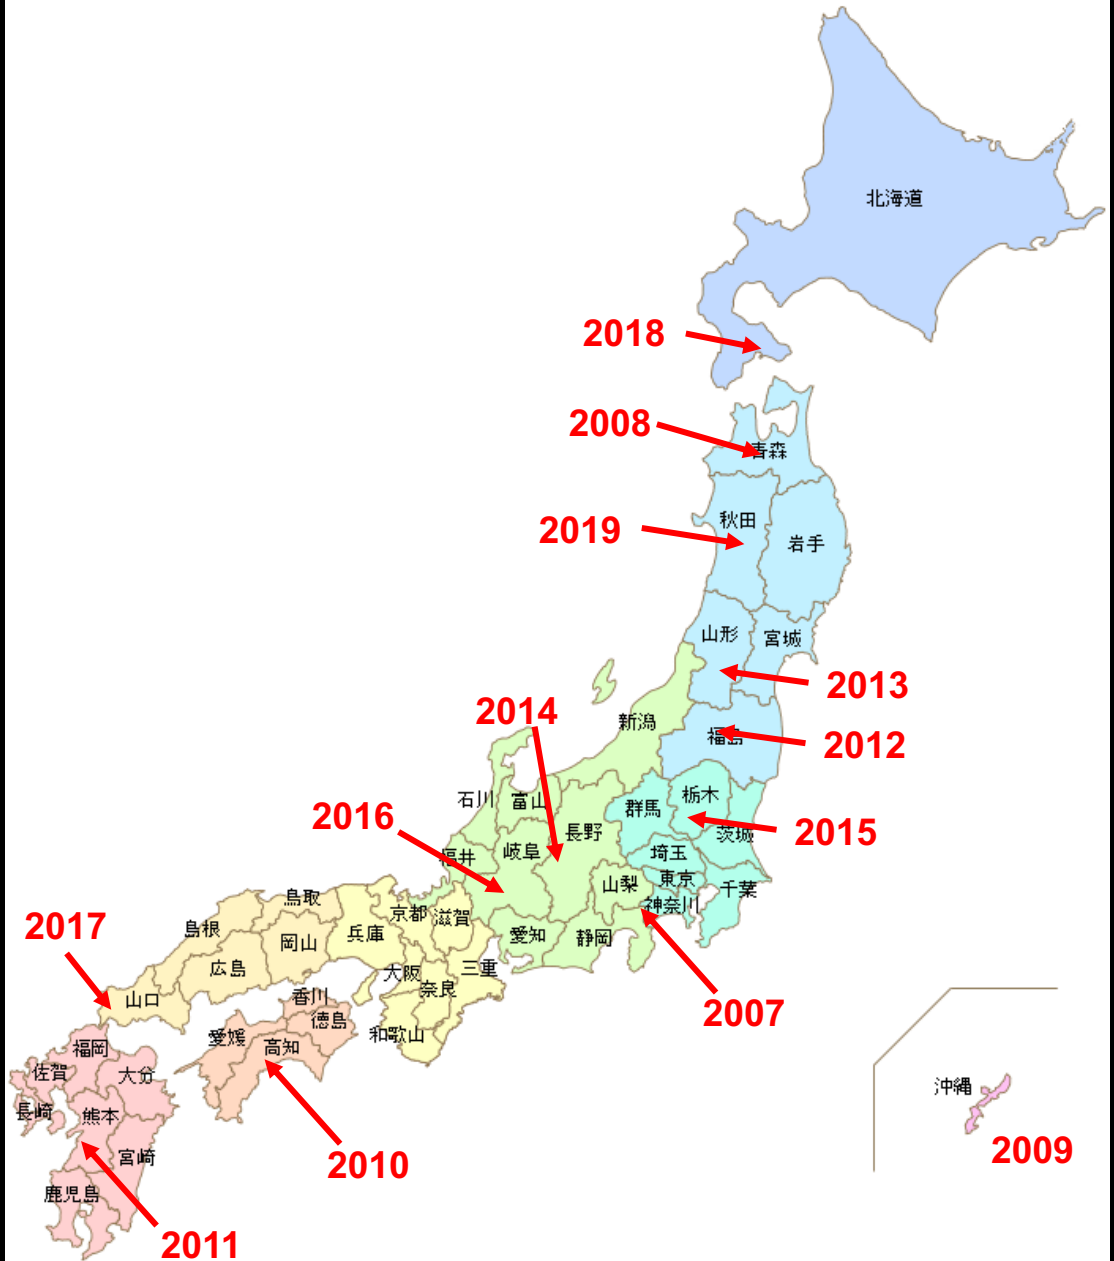 北海道
2018
2008
青森
秋田
2019
岩手
山形
宮城
2013
2014
新潟
福島
2012
石川
富山
群馬
栃木
2015
茨城
2016
長野
岐阜
福井
埼玉
東京
山梨
千葉
神奈川
鳥取
京都
滋賀
2017
島根
岡山
兵庫
愛知
静岡
広島
大阪
三重
奈良
山口
香川
2007
徳島
愛媛
高知
和歌山
福岡
佐賀
大分
沖縄
長崎
熊本
2009
宮崎
2010
鹿児島
2011